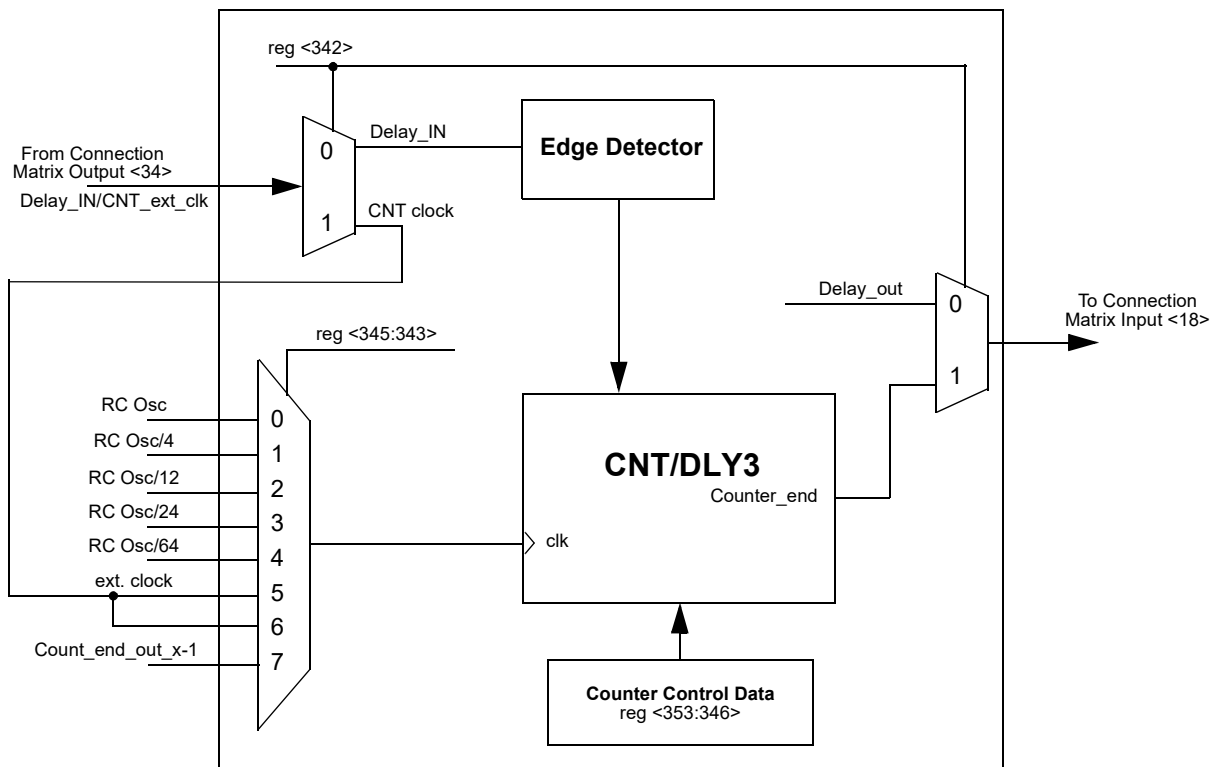 reg <342>
0
Delay_IN
Edge Detector
From Connection
Matrix Output <34>
Delay_IN/CNT_ext_clk
1
CNT clock
Delay_out
0
To Connection
Matrix Input <18>
1
reg <345:343>
RC Osc
0
RC Osc/4
1
RC Osc/12
2
RC Osc/24
3
RC Osc/64
4
ext. clock
5
6
Count_end_out_x-1
7
CNT/DLY3
Counter_end
clk
Counter Control Data
reg <353:346>